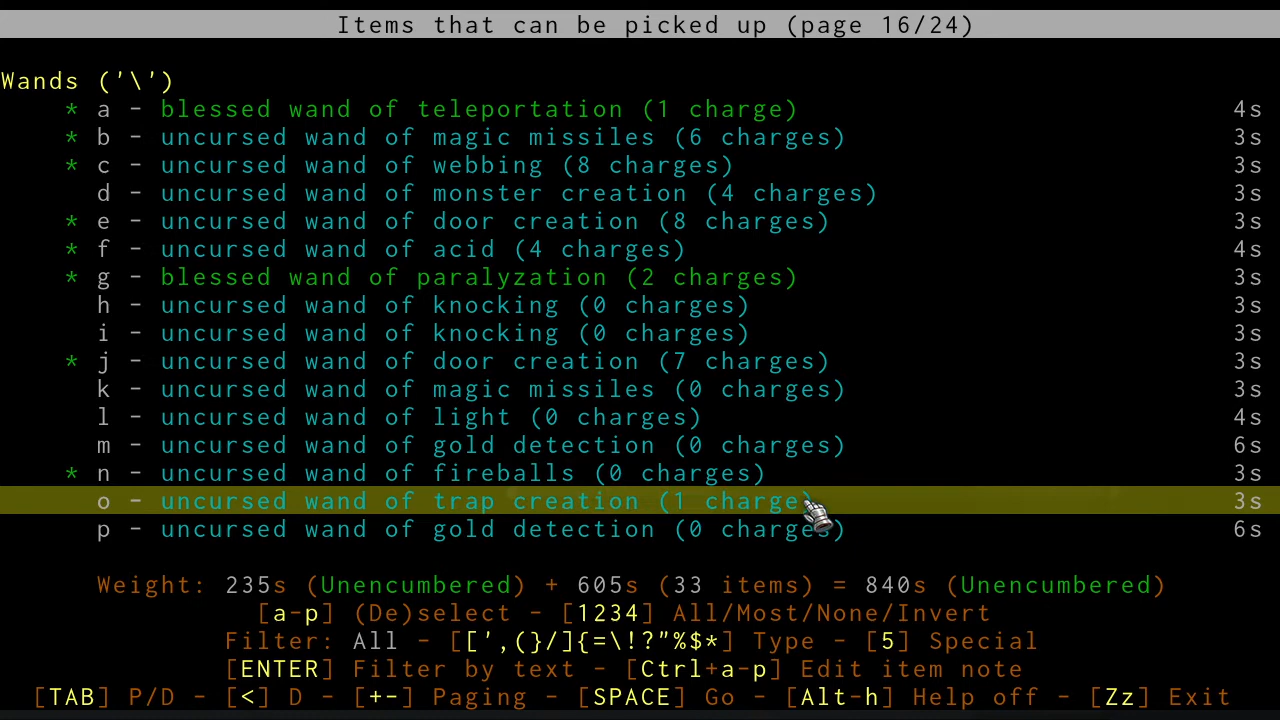 Items that can be picked up (page 16/24)
Wands ('\')
* a - blessed wand of teleportation (1 charge) 4s
* b - uncursed wand of magic missiles (6 charges) 3s
* c - uncursed wand of webbing (8 charges) 3s
d - uncursed wand of monster creation (4 charges) 3s
* e - uncursed wand of door creation (8 charges) 3s
* f - uncursed wand of acid (4 charges) 4s
* g - blessed wand of paralyzation (2 charges) 3s
h - uncursed wand of knocking (0 charges) 3s
i - uncursed wand of knocking (0 charges) 3s
* j - uncursed wand of door creation (7 charges) 3s
k - uncursed wand of magic missiles (0 charges) 3s
l - uncursed wand of light (0 charges) 4s
m - uncursed wand of gold detection (0 charges) 6s
* n - uncursed wand of fireballs (0 charges) 3s
o - uncursed wand of trap creation (1 charge) 3s
p - uncursed wand of gold detection (0 charges) 6s
Weight: 235s (Unencumbered) + 605s (33 items) = 840s (Unencumbered)
[a-p] (De)select - [1234] All/Most/None/Invert
Filter: All - [[',(}/]{=\!?"%$*] Type - [5] Special
[ENTER] Filter by text - [Ctrl+a-p] Edit item note
[TAB] P/D - [<] D - [+-] Paging - [SPACE] Go - [Alt-h] Help off - [Zz] Exit